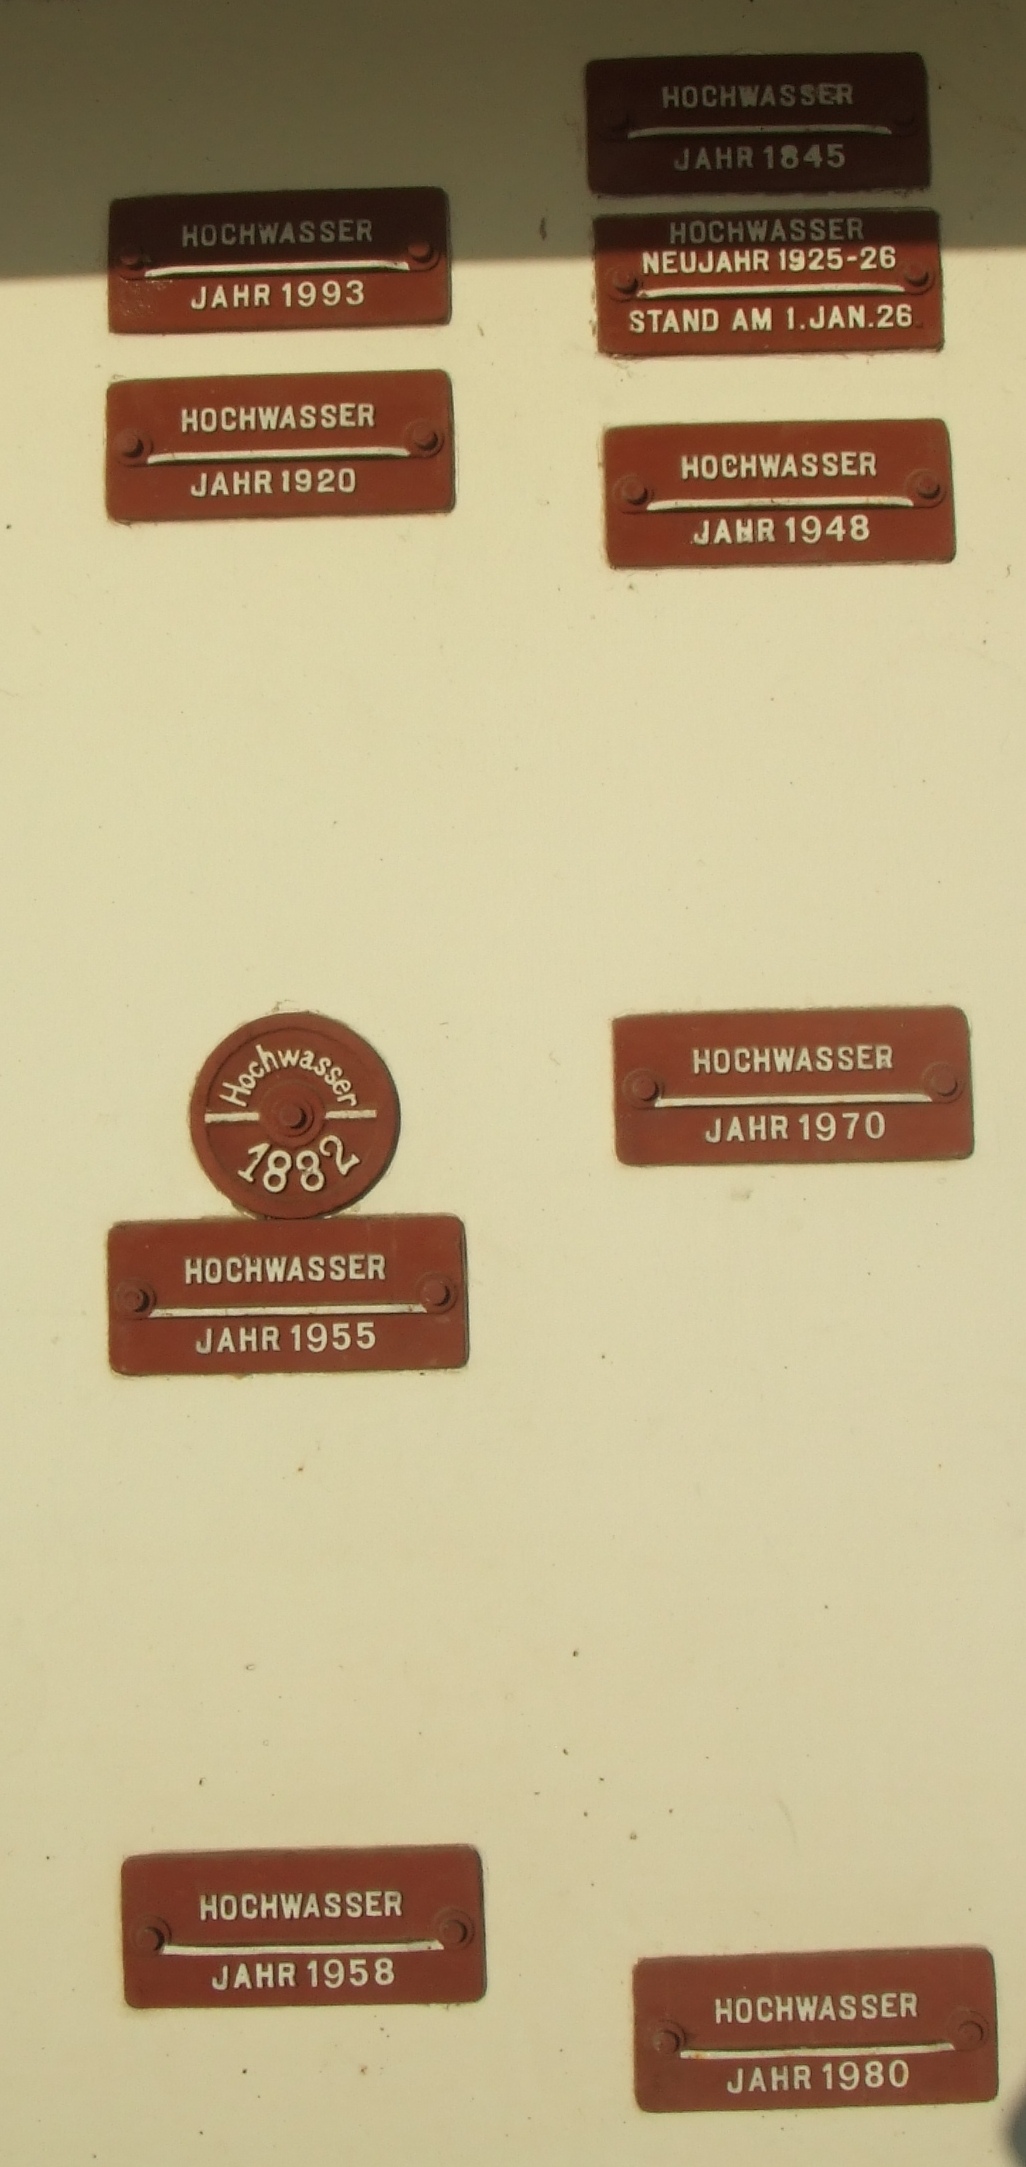 HOCHWASSER
JAHR 1845
HOCHWASSER
JAHR 1993
HOCHWASSER
NEUJAHR 1925-26
STAND AM 1.JAN.26
HOCHWASSER
JAHR 1920
HOCHWASSER
JAHR 1948
Hochwasser
1882
HOCHWASSER
JAHR 1970
HOCHWASSER
JAHR 1955
HOCHWASSER
JAHR 1958
HOCHWASSER
JAHR 1980